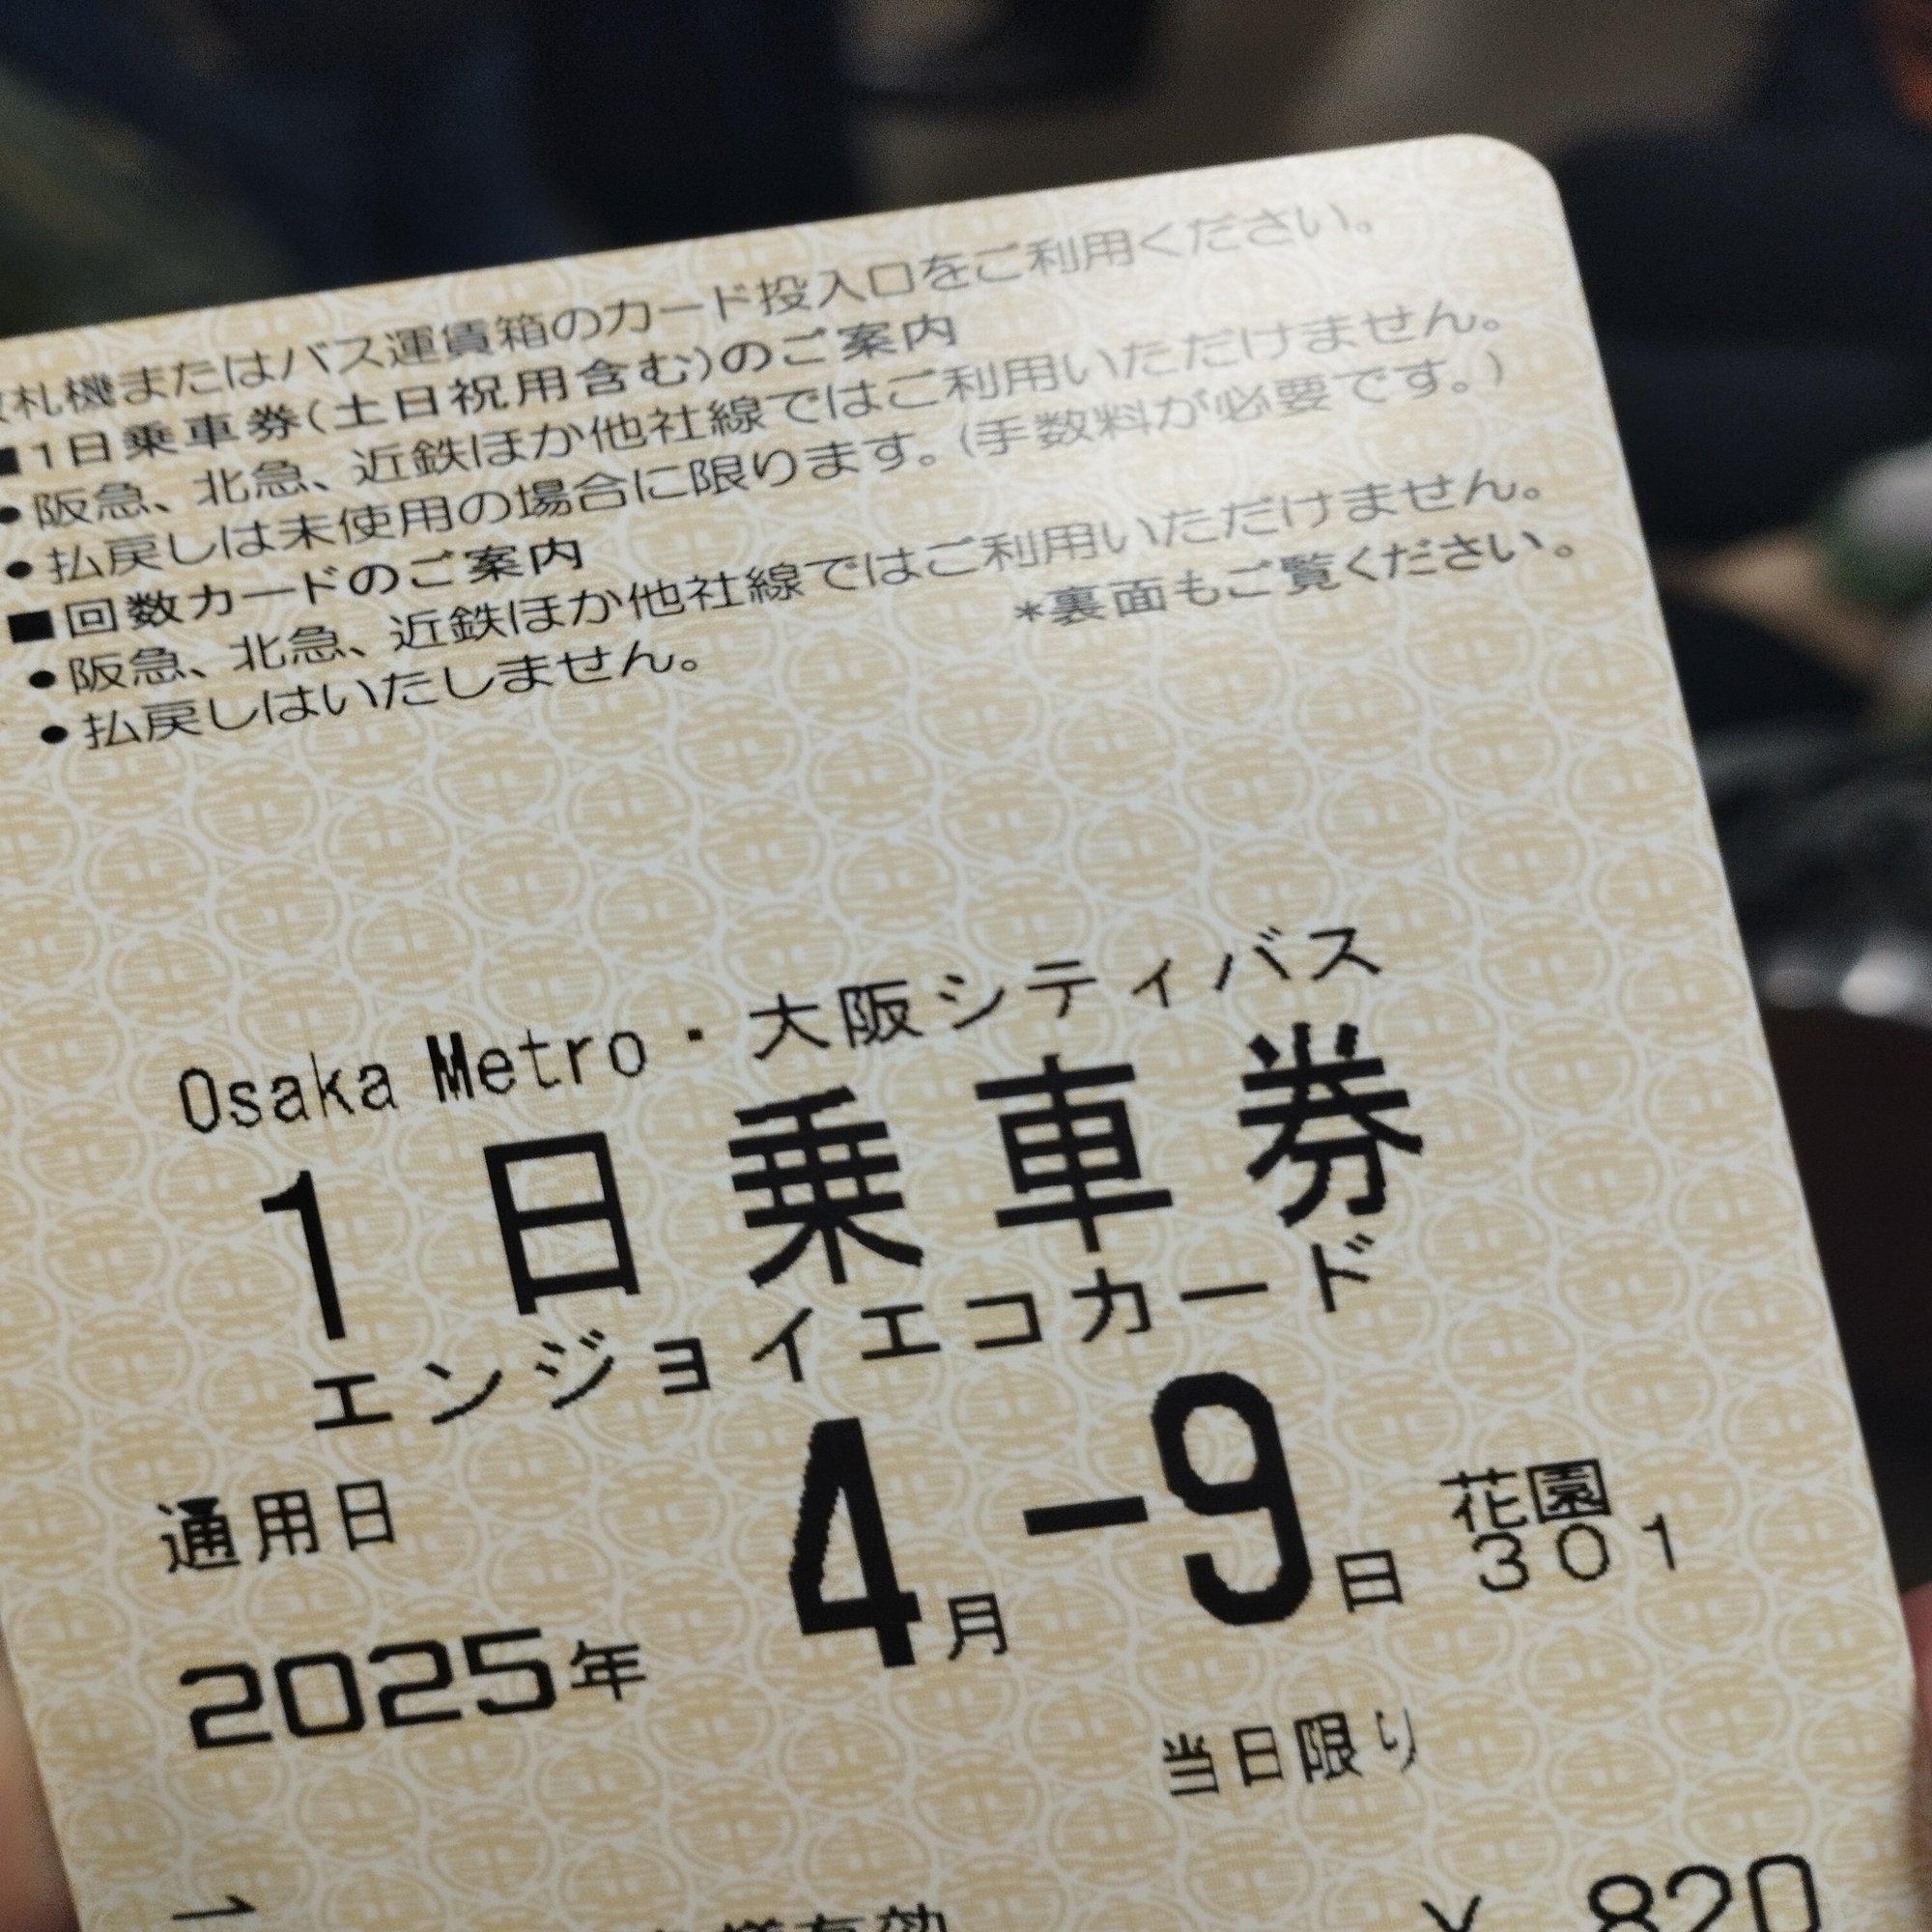 札機またはバス運賃箱のカード投入口をご利用ください。
■1日乗車券(土日祝用含む)のご案内
•阪急、北急、近鉄ほか他社線ではご利用いただけません。
•払戻しは未使用の場合に限ります。(手数料が必要です。)
■回数カードのご案内
•阪急、北急、近鉄ほか他社線ではご利用いただけません。
•払戻しはいたしません。
*裏面もご覧ください。
Osaka Metro・大阪シティバス
1日乗車券
エンジョイエコカード
通用日
2025年 4月-9日
花園
301
当日限り
¥ 820